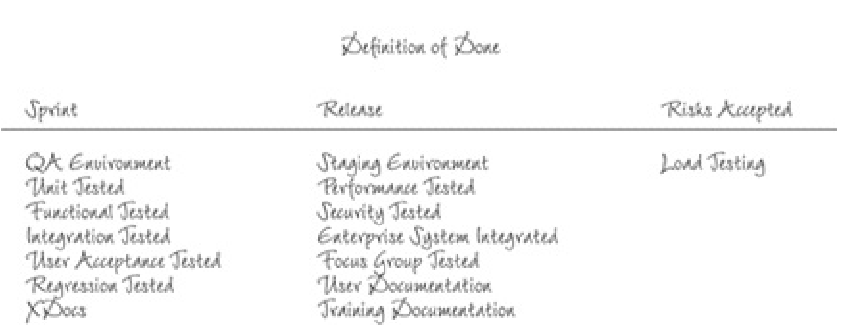 Definition of Done
Sprint Release Risks Accepted
QA Environment Staging Environment Load Testing
Unit Tested Performance Tested
Functional Tested Security Tested
Integration Tested Enterprise System Integrated
User Acceptance Tested Focus Group Tested
Regression Tested User Documentation
XDocs Training Documentation